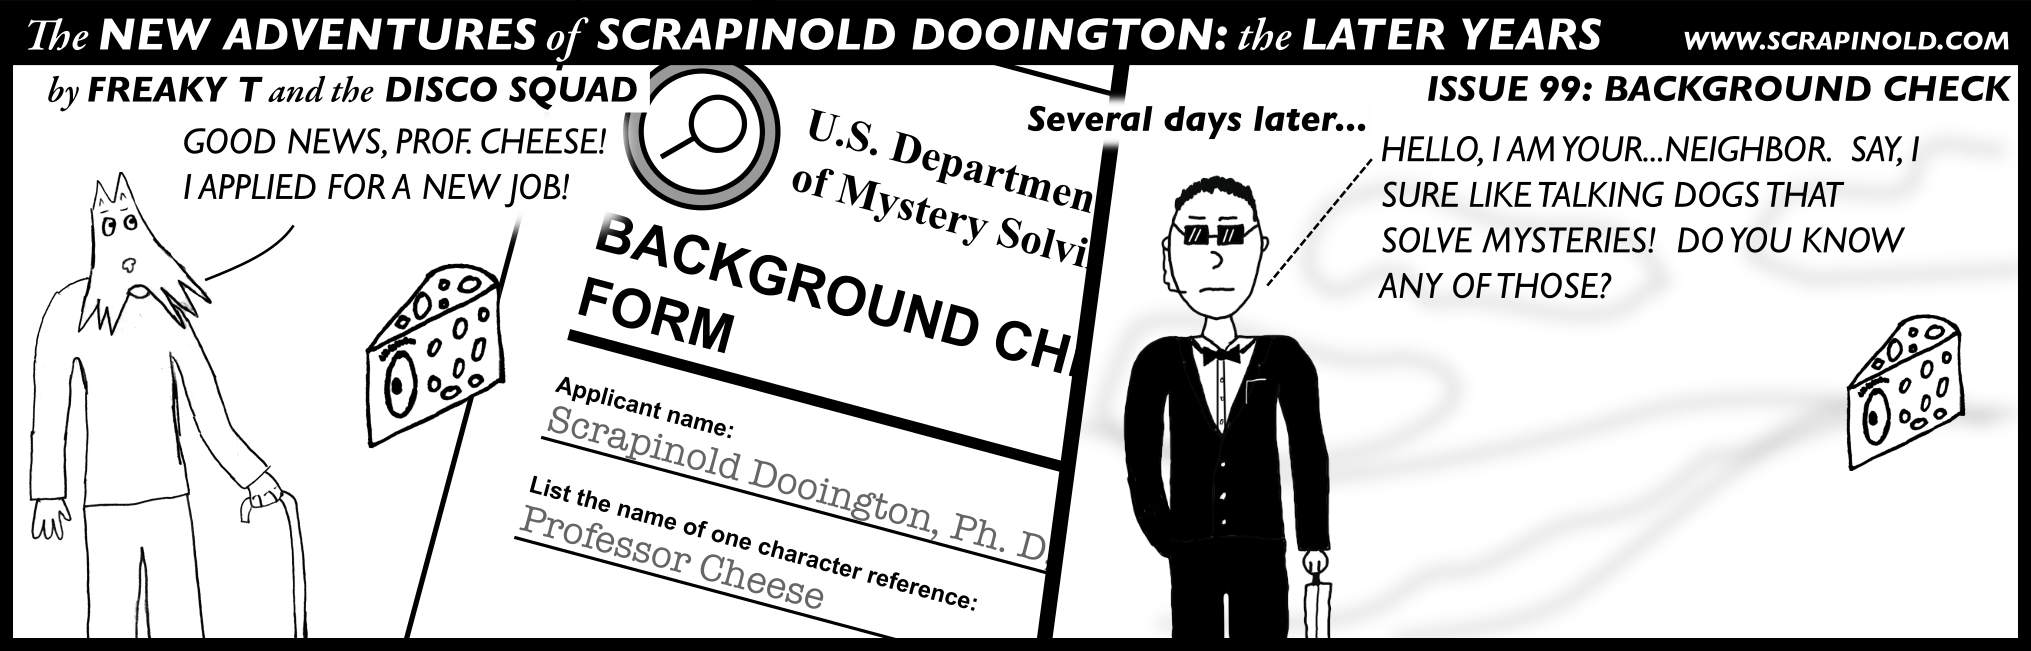 The NEW ADVENTURES of SCRAPINOLD DOOINGTON: the LATER YEARS
WWW.SCRAPINOLD.COM
by FREAKY T and the DISCO SQUAD
ISSUE 99: BACKGROUND CHECK
GOOD NEWS, PROF. CHEESE!
I APPLIED FOR A NEW JOB!
U.S. Departmen
of Mystery Solvi
BACKGROUND CH
FORM
Applicant name:
Scrapinold Dooington, Ph. D.
List the name of one character reference:
Professor Cheese
Several days later...
HELLO, I AM YOUR...NEIGHBOR. SAY, I
SURE LIKE TALKING DOGS THAT
SOLVE MYSTERIES! DO YOU KNOW
ANY OF THOSE?